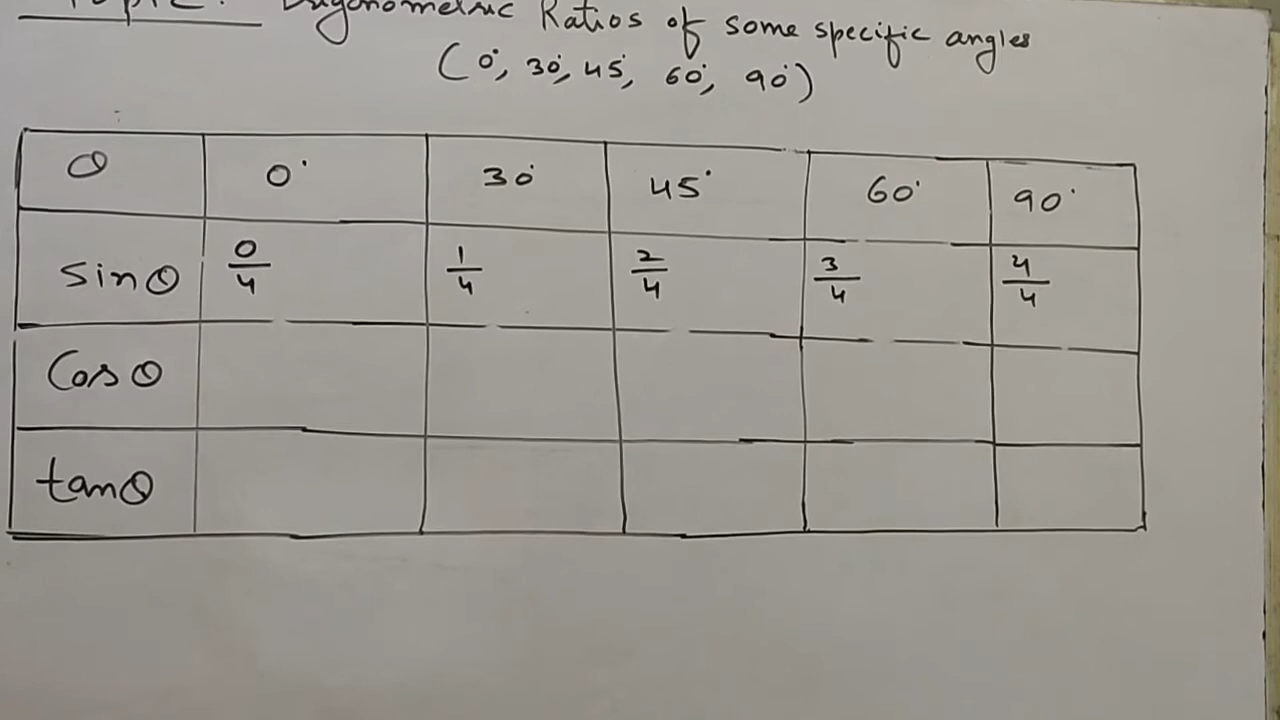 Topic: Trigonometric Ratios of some specific angles
(0°, 30°, 45°, 60°, 90°)
θ 0° 30° 45° 60° 90°
sinθ 0/4 1/4 2/4 3/4 4/4
Cosθ
tanθ